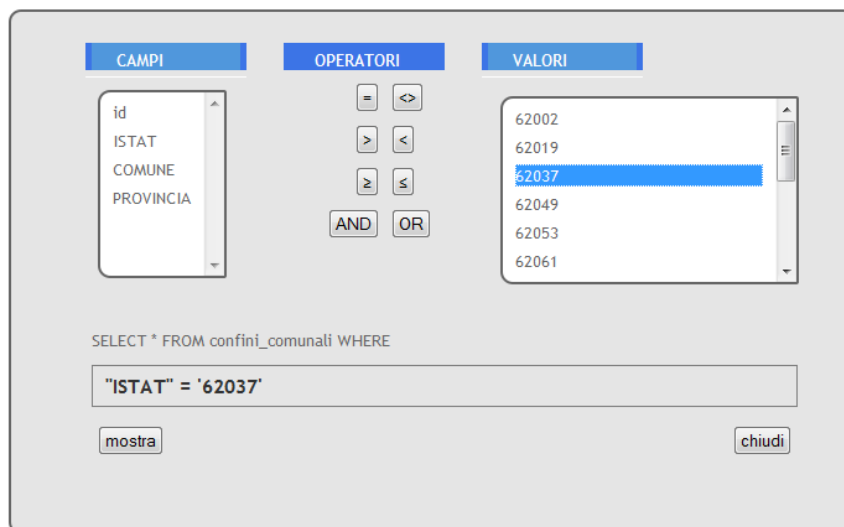 CAMPI
OPERATORI
VALORI
id
ISTAT
COMUNE
PROVINCIA
= <>
> <
≥ ≤
AND OR
62002
62019
62037
62049
62053
62061
SELECT * FROM confini_comunali WHERE
"ISTAT" = '62037'
mostra
chiudi